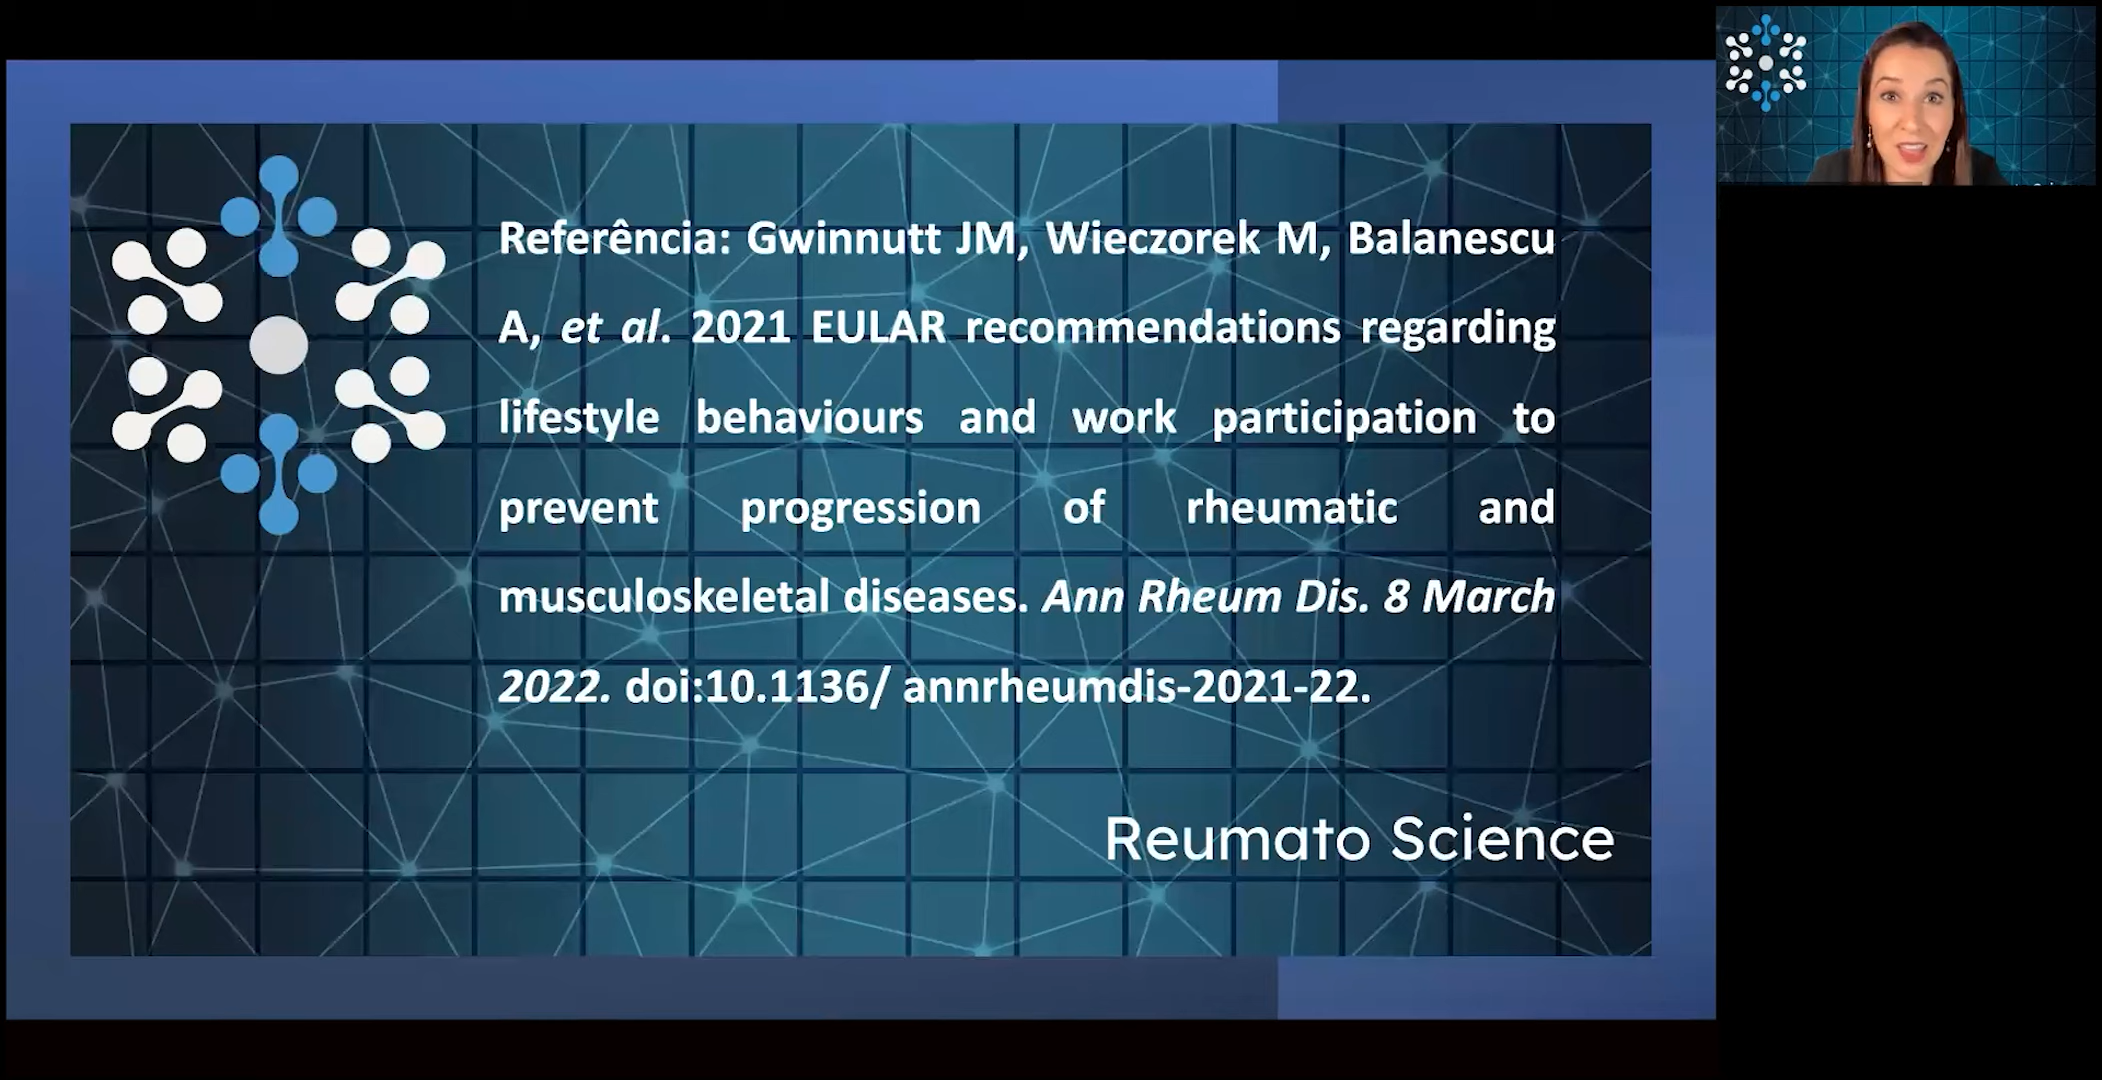 Referência: Gwinnutt JM, Wieczorek M, Balanescu
A, et al. 2021 EULAR recommendations regarding
lifestyle behaviours and work participation to
prevent progression of rheumatic and
musculoskeletal diseases. Ann Rheum Dis. 8 March
2022. doi:10.1136/ annrheumdis-2021-22.
Reumato Science